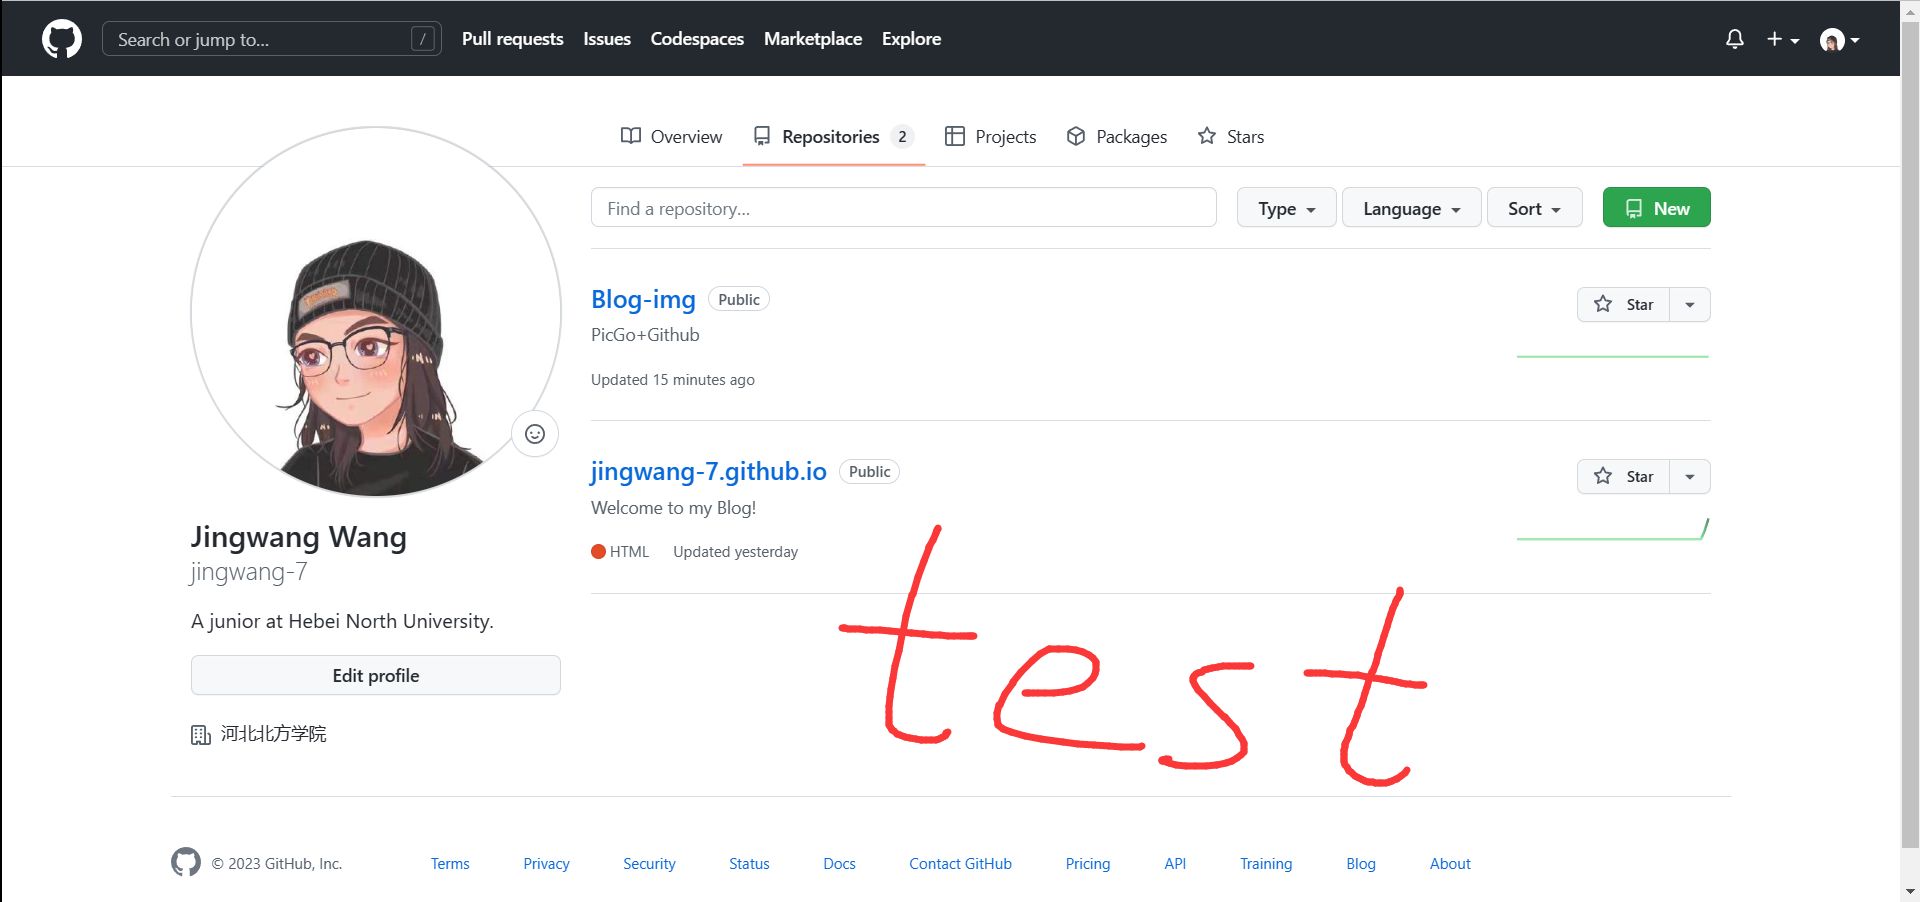 Search or jump to... / Pull requests Issues Codespaces Marketplace Explore
Overview Repositories 2 Projects Packages Stars
Find a repository... Type Language Sort New
Blog-img Public Star
PicGo+Github
Updated 15 minutes ago
jingwang-7.github.io Public Star
Welcome to my Blog!
HTML Updated yesterday
Jingwang Wang
jingwang-7
A junior at Hebei North University.
Edit profile
河北北方学院
test
© 2023 GitHub, Inc. Terms Privacy Security Status Docs Contact GitHub Pricing API Training Blog About